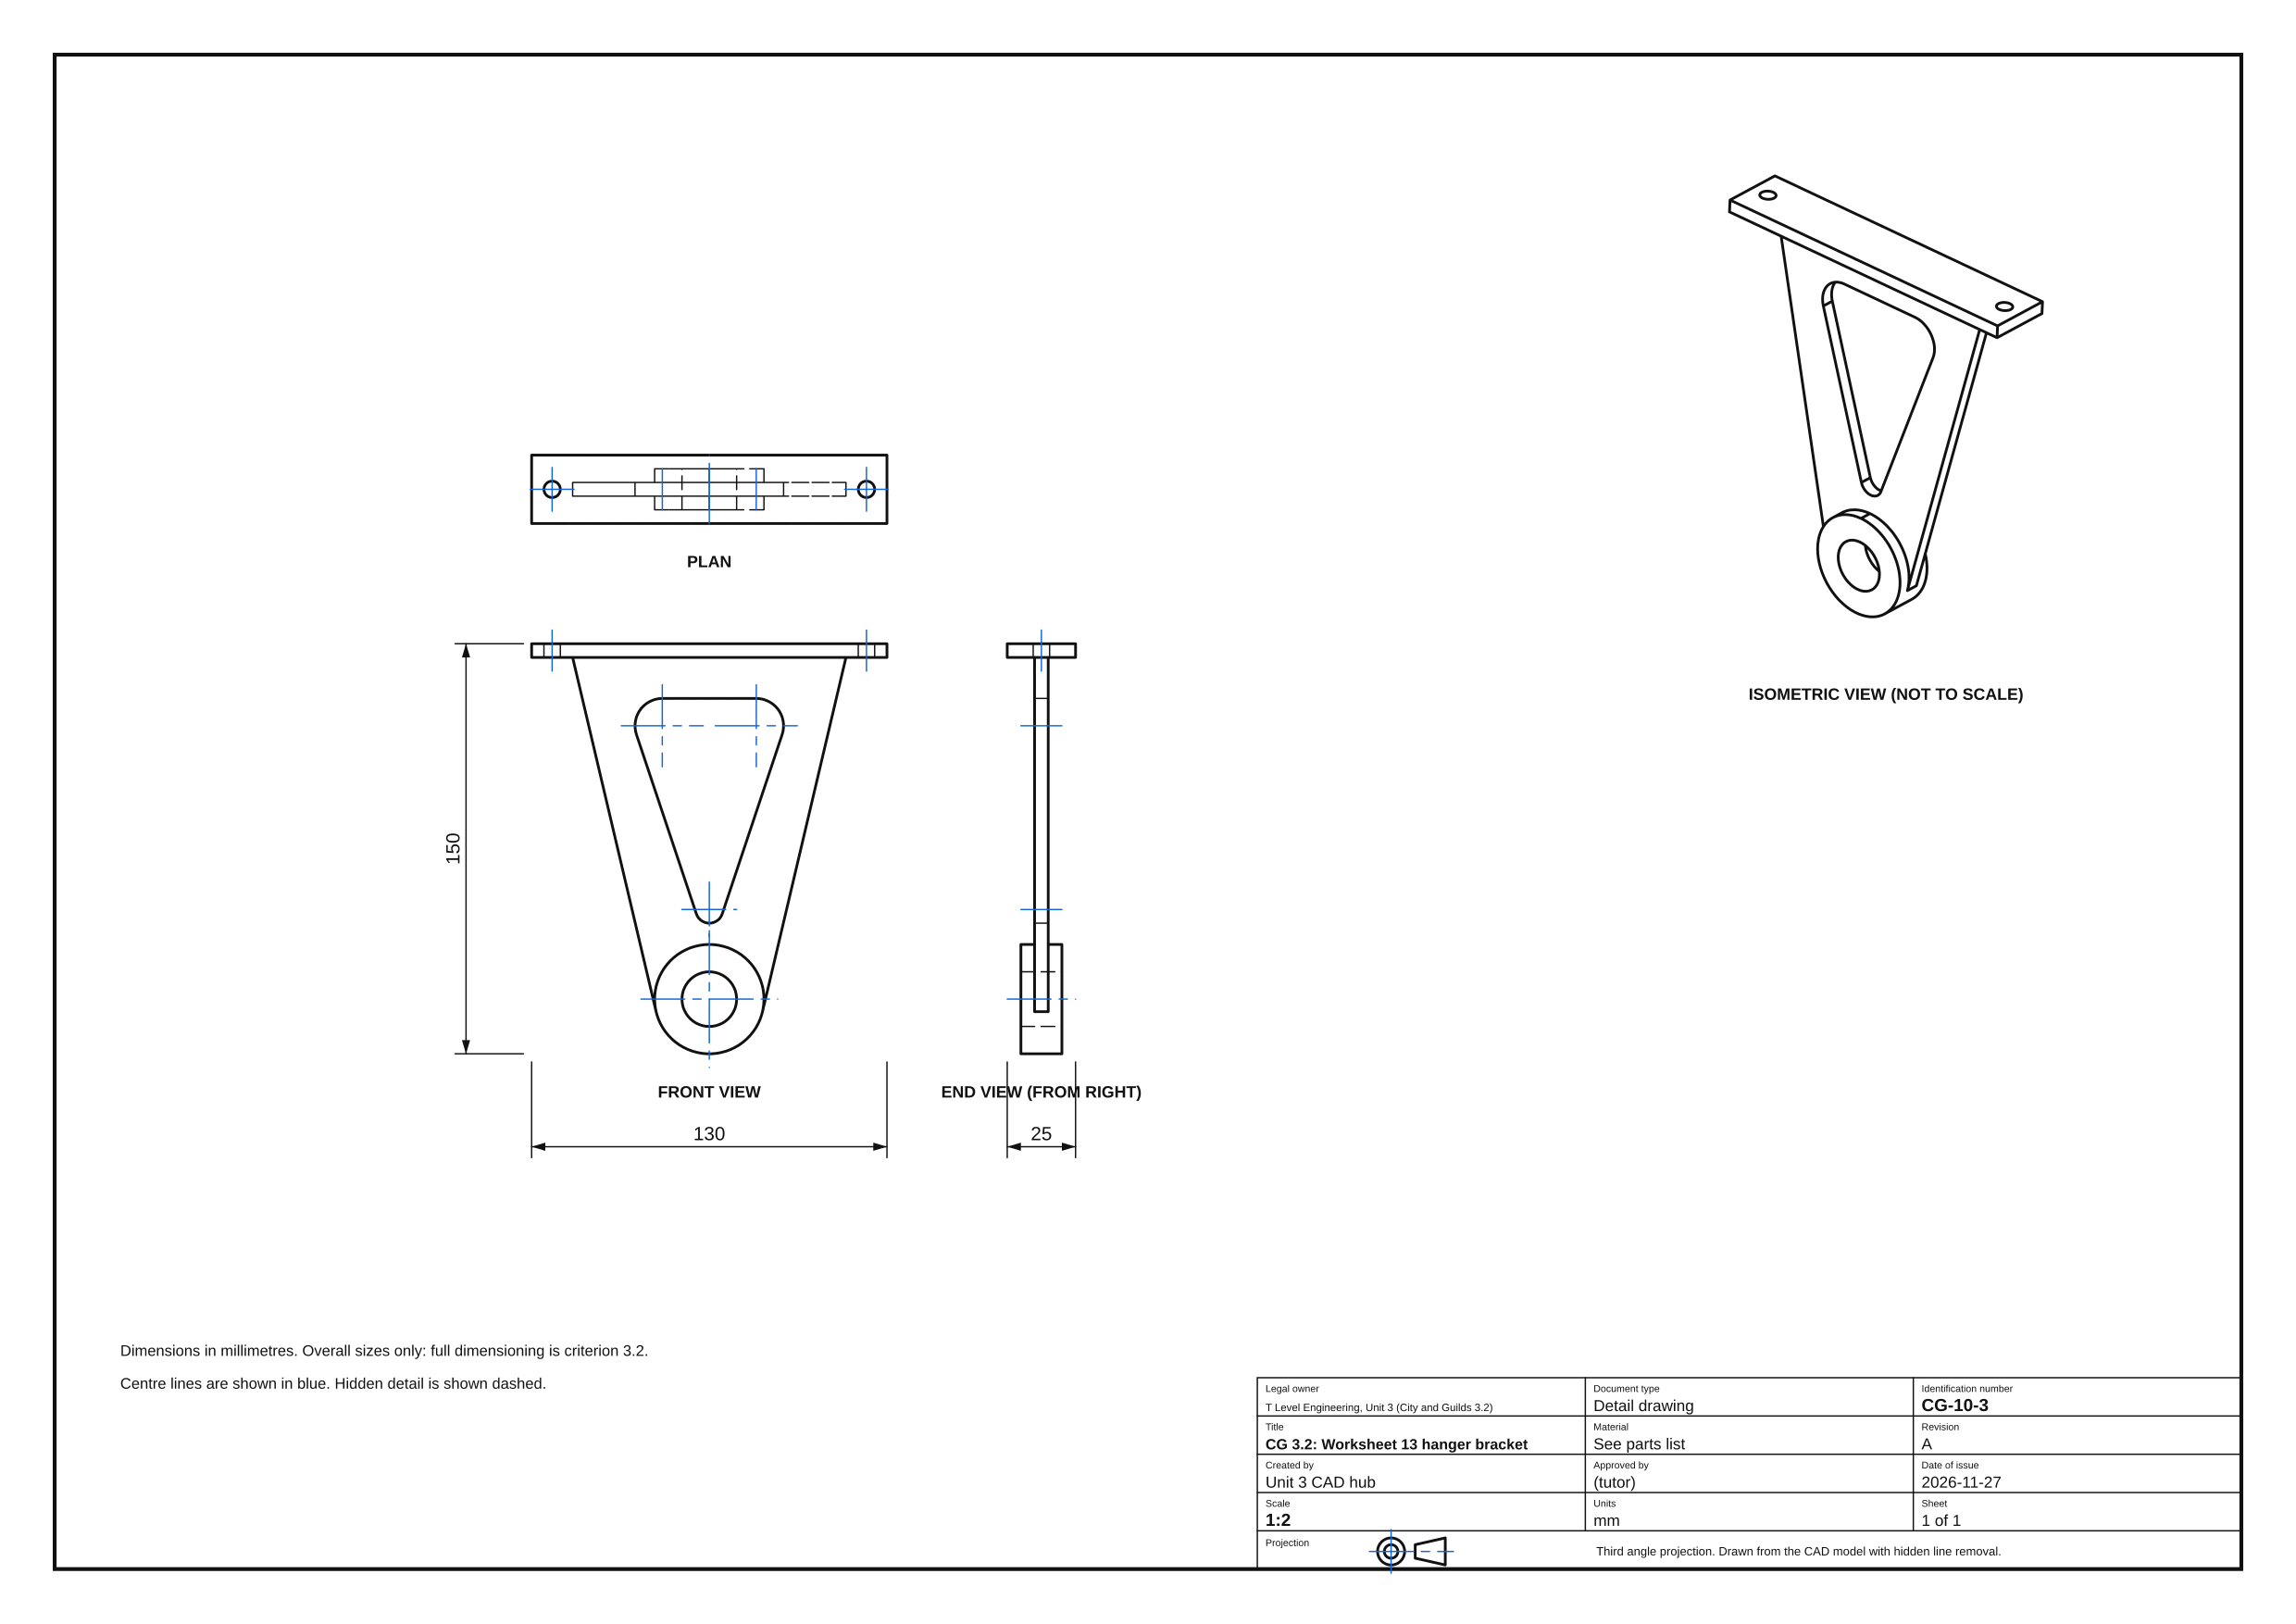 PLAN
ISOMETRIC VIEW (NOT TO SCALE)
150
FRONT VIEW
END VIEW (FROM RIGHT)
130
25
Dimensions in millimetres. Overall sizes only: full dimensioning is criterion 3.2.
Centre lines are shown in blue. Hidden detail is shown dashed.
Legal owner
T Level Engineering, Unit 3 (City and Guilds 3.2)
Document type
Detail drawing
Identification number
CG-10-3
Title
CG 3.2: Worksheet 13 hanger bracket
Material
See parts list
Revision
A
Created by
Unit 3 CAD hub
Approved by
(tutor)
Date of issue
2026-11-27
Scale
1:2
Units
mm
Sheet
1 of 1
Projection
Third angle projection. Drawn from the CAD model with hidden line removal.